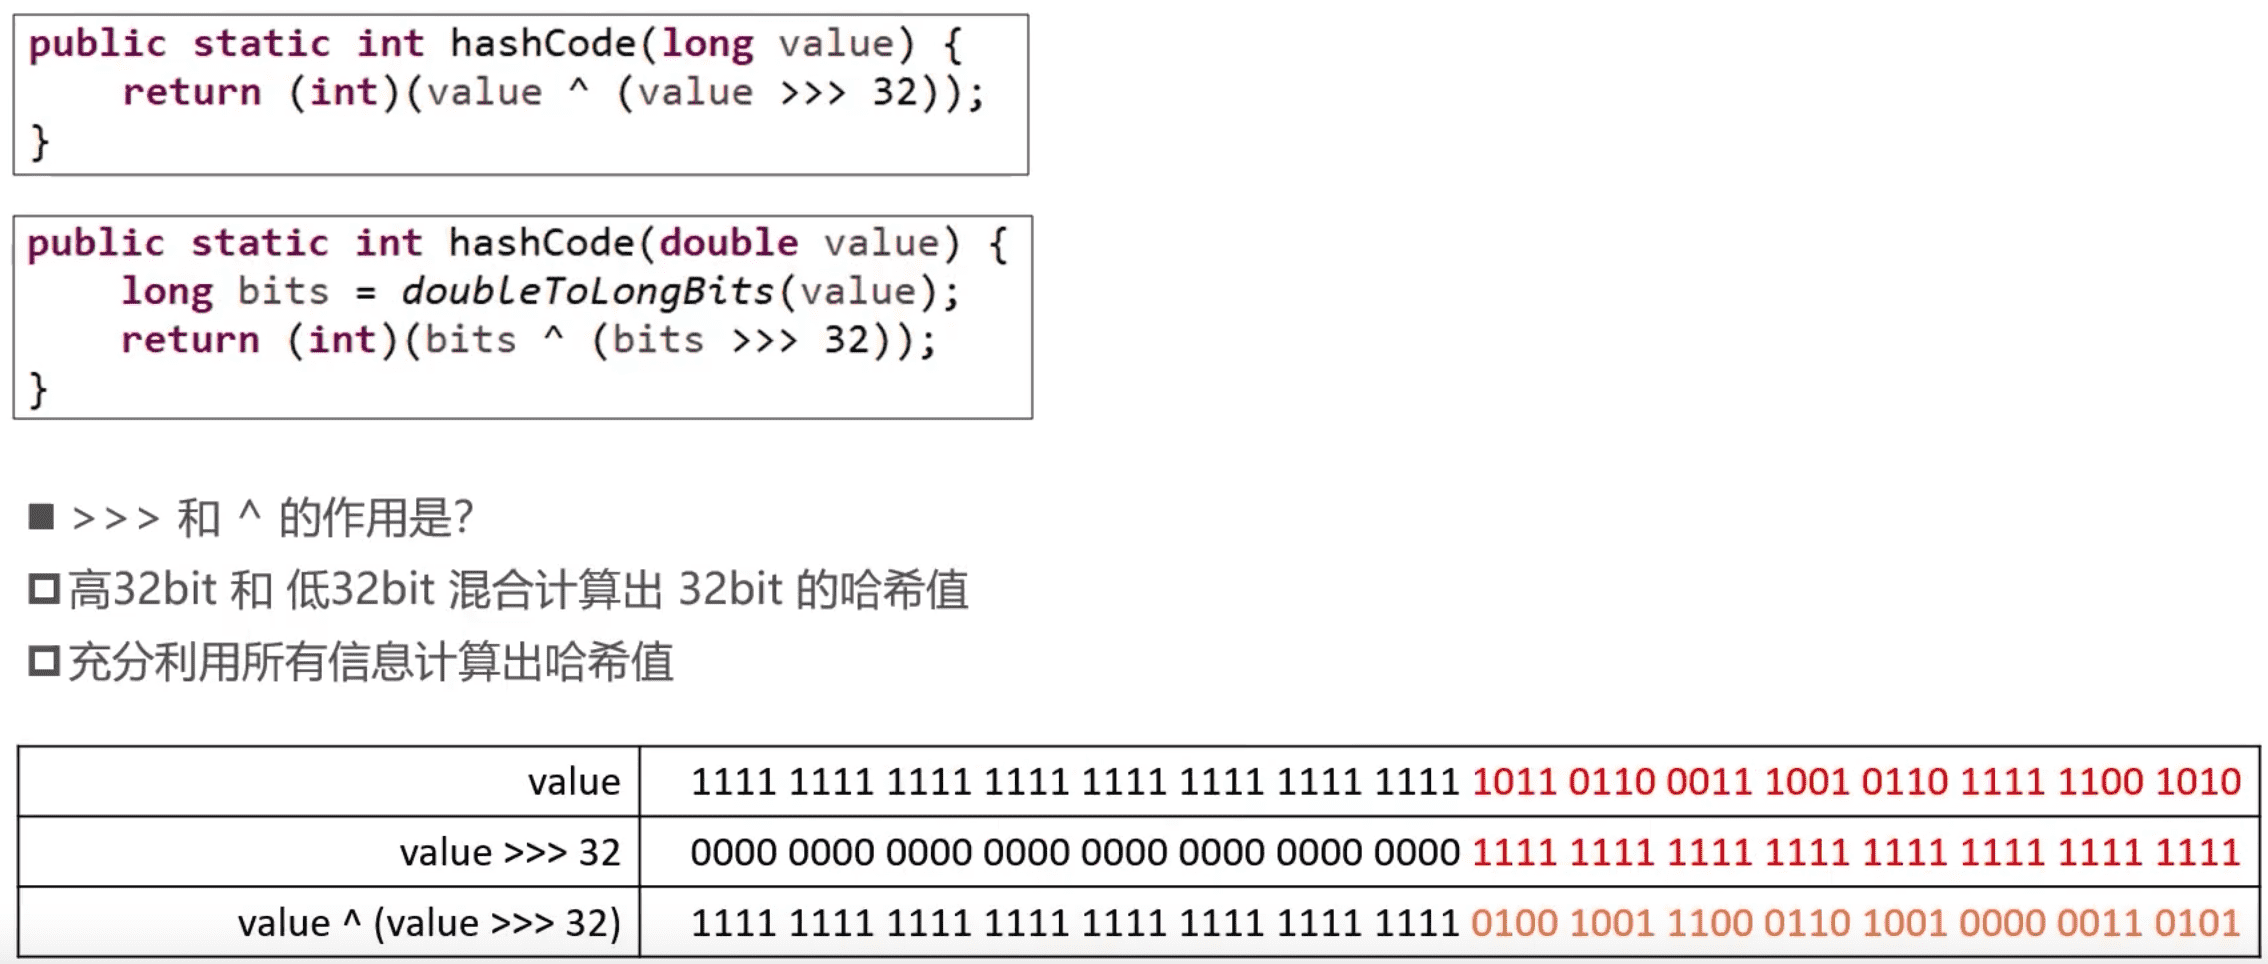 public static int hashCode(long value) {
    return (int)(value ^ (value >>> 32));
}
public static int hashCode(double value) {
    long bits = doubleToLongBits(value);
    return (int)(bits ^ (bits >>> 32));
}
■ >>> 和 ^ 的作用是?
□ 高32bit 和 低32bit 混合计算出 32bit 的哈希值
□ 充分利用所有信息计算出哈希值
value 1111 1111 1111 1111 1111 1111 1111 1111 1011 0110 0011 1001 0110 1111 1100 1010
value >>> 32 0000 0000 0000 0000 0000 0000 0000 0000 1111 1111 1111 1111 1111 1111 1111 1111
value ^ (value >>> 32) 1111 1111 1111 1111 1111 1111 1111 1111 0100 1001 1100 0110 1001 0000 0011 0101